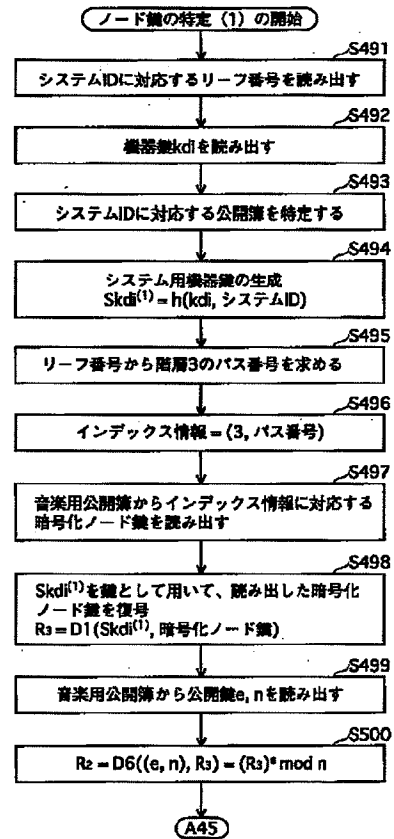 ノード鍵の特定（1）の開始
S491
システムIDに対応するリーフ番号を読み出す
S492
機器鍵kdiを読み出す
S493
システムIDに対応する公開簿を特定する
S494
システム用機器鍵の生成
Skdi(1) = h(kdi, システムID)
S495
リーフ番号から階層3のパス番号を求める
S496
インデックス情報=(3, パス番号)
S497
音楽用公開簿からインデックス情報に対応する
暗号化ノード鍵を読み出す
S498
Skdi(1)を鍵として用いて、読み出した暗号化
ノード鍵を復号
R3=D1(Skdi(1), 暗号化ノード鍵)
S499
音楽用公開簿から公開鍵e, nを読み出す
S500
R2 = D6((e, n), R3) = (R3)e mod n
A45